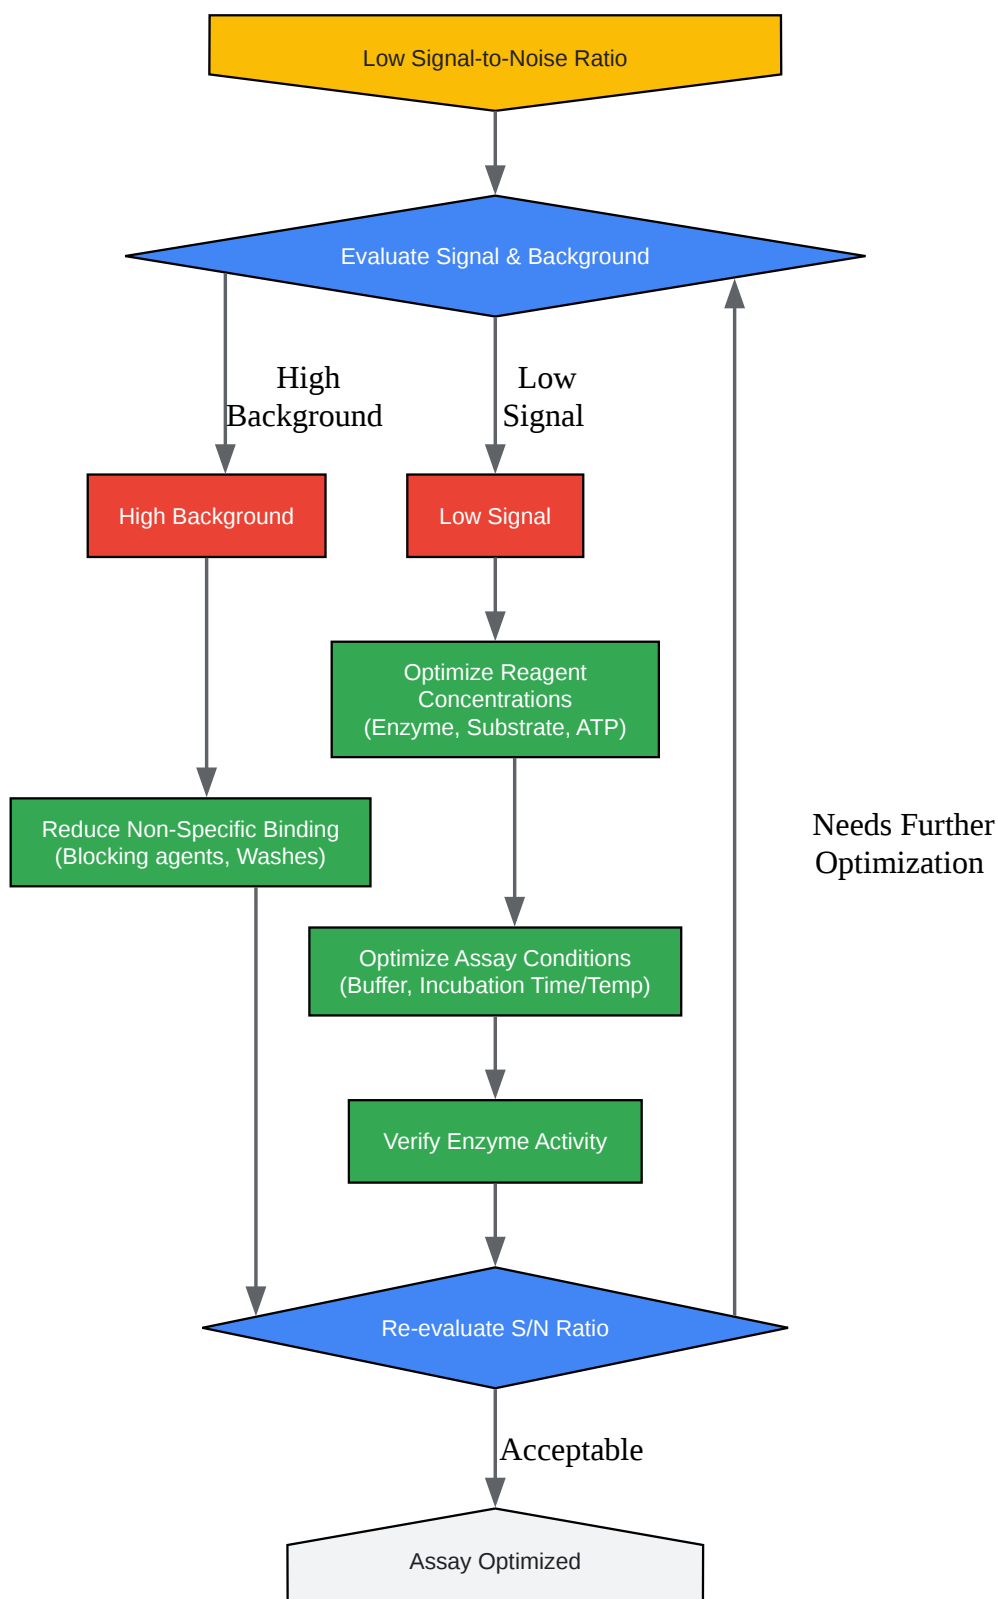 Low Signal-to-Noise Ratio
Evaluate Signal & Background
High
Background
Low
Signal
High Background
Low Signal
Optimize Reagent
Concentrations
(Enzyme, Substrate, ATP)
Reduce Non-Specific Binding
(Blocking agents, Washes)
Needs Further
Optimization
Optimize Assay Conditions
(Buffer, Incubation Time/Temp)
Verify Enzyme Activity
Re-evaluate S/N Ratio
Acceptable
Assay Optimized